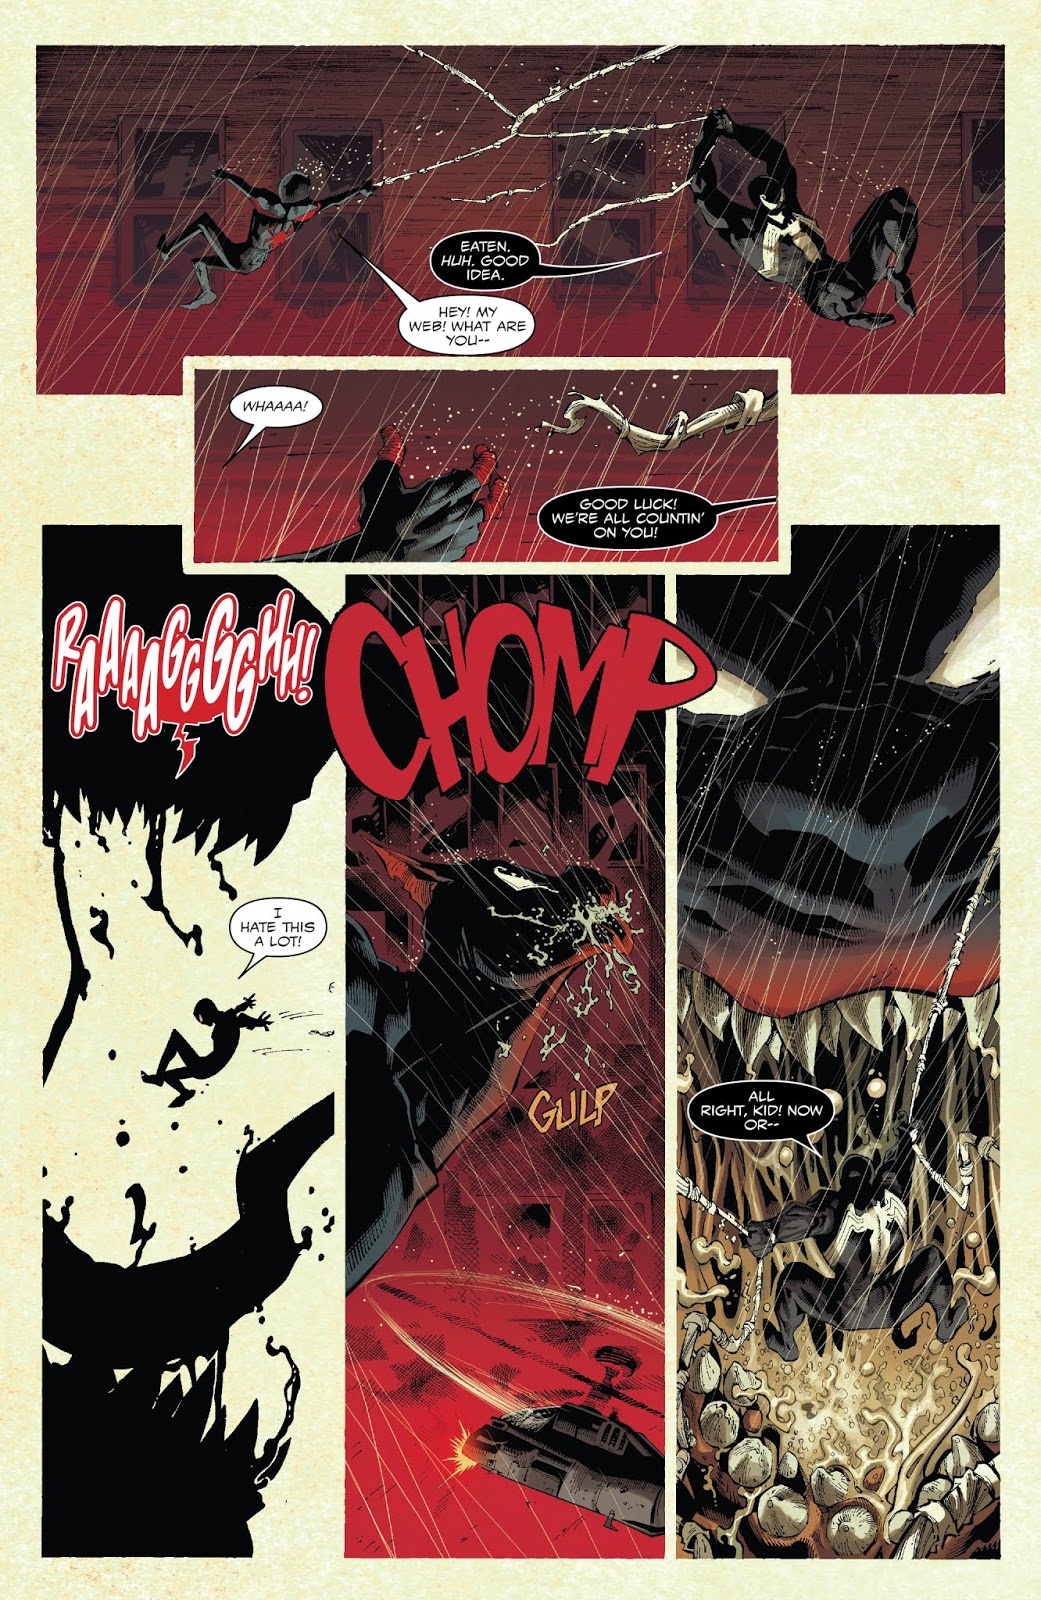 EATEN.
HUH. GOOD
IDEA.
HEY! MY
WEB! WHAT ARE
YOU--
WHAAAA!
GOOD LUCK!
WE'RE ALL COUNTIN'
ON YOU!
RAAAAGGGGHH!!
I
HATE THIS
A LOT!
CHOMP
GULP
ALL
RIGHT, KID! NOW
OR--